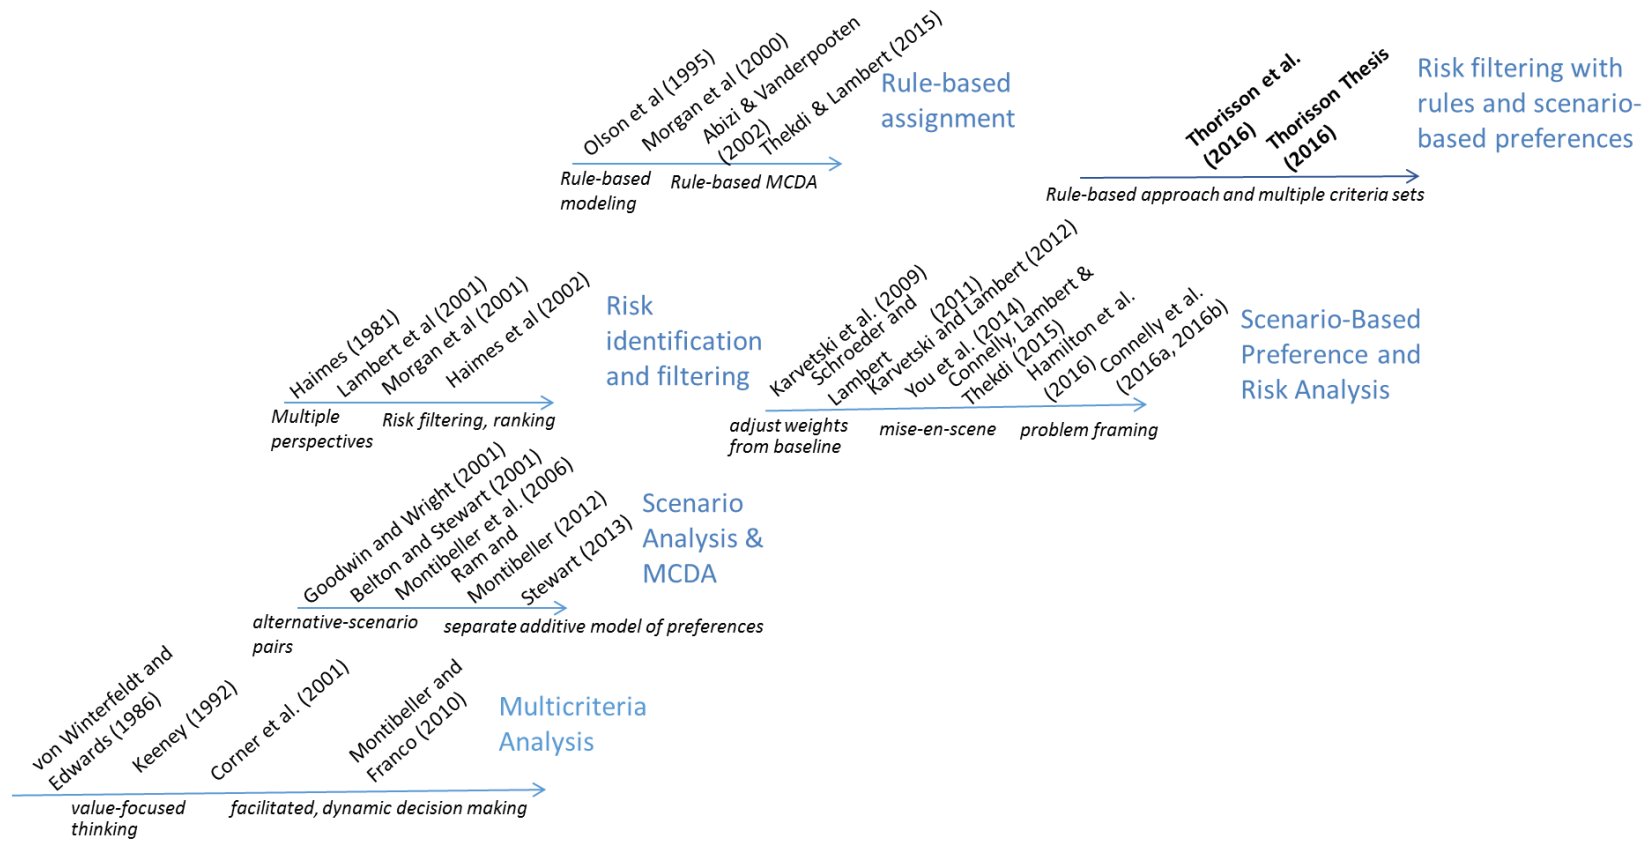 Olson et al (1995)
Morgan et al (2000)
Abizi & Vanderpooten
(2002)
Thekdi & Lambert (2015)
Rule-based
assignment
Rule-based
modeling
Rule-based MCDA
Thorisson et al.
(2016)
Thorisson Thesis
(2016)
Risk filtering with
rules and scenario-
based preferences
Rule-based approach and multiple criteria sets
Haimes (1981)
Lambert et al (2001)
Morgan et al (2001)
Haimes et al (2002)
Risk
identification
and filtering
Multiple
perspectives
Risk filtering, ranking
Karvetski et al. (2009)
Schroeder and
Lambert (2011)
Karvetski and Lambert (2012)
You et al. (2014)
Connelly, Lambert &
Thekdi (2015)
Hamilton et al.
(2016)
Connelly et al.
(2016a, 2016b)
Scenario-Based
Preference and
Risk Analysis
adjust weights
from baseline
mise-en-scene
problem framing
Goodwin and Wright (2001)
Belton and Stewart (2001)
Montibeller et al. (2006)
Ram and
Montibeller (2012)
Stewart (2013)
Scenario
Analysis &
MCDA
alternative-scenario
pairs
separate additive model of preferences
von Winterfeldt and
Edwards (1986)
Keeney (1992)
Corner et al. (2001)
Montibeller and
Franco (2010)
Multicriteria
Analysis
value-focused
thinking
facilitated, dynamic decision making